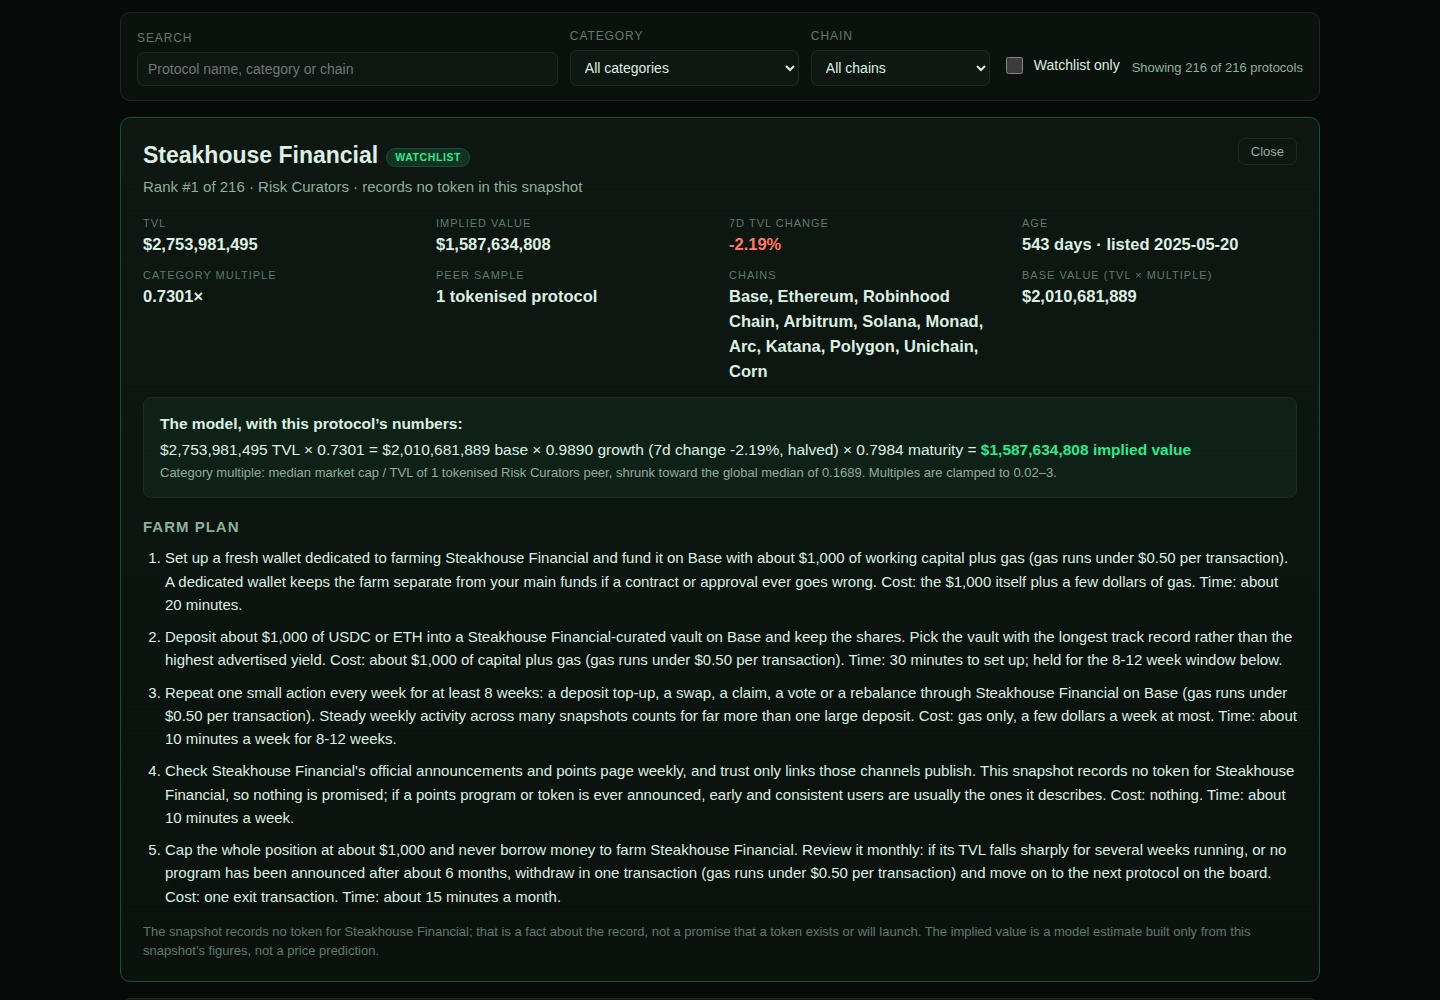 SEARCH
Protocol name, category or chain
CATEGORY
All categories
CHAIN
All chains
Watchlist only
Showing 216 of 216 protocols
Steakhouse Financial WATCHLIST
Close
Rank #1 of 216 · Risk Curators · records no token in this snapshot
TVL
$2,753,981,495
IMPLIED VALUE
$1,587,634,808
7D TVL CHANGE
-2.19%
AGE
543 days · listed 2025-05-20
CATEGORY MULTIPLE
0.7301×
PEER SAMPLE
1 tokenised protocol
CHAINS
Base, Ethereum, Robinhood
Chain, Arbitrum, Solana, Monad,
Arc, Katana, Polygon, Unichain,
Corn
BASE VALUE (TVL × MULTIPLE)
$2,010,681,889
The model, with this protocol’s numbers:
$2,753,981,495 TVL × 0.7301 = $2,010,681,889 base × 0.9890 growth (7d change -2.19%, halved) × 0.7984 maturity = $1,587,634,808 implied value
Category multiple: median market cap / TVL of 1 tokenised Risk Curators peer, shrunk toward the global median of 0.1689. Multiples are clamped to 0.02–3.
FARM PLAN
1. Set up a fresh wallet dedicated to farming Steakhouse Financial and fund it on Base with about $1,000 of working capital plus gas (gas runs under $0.50 per transaction).
A dedicated wallet keeps the farm separate from your main funds if a contract or approval ever goes wrong. Cost: the $1,000 itself plus a few dollars of gas. Time: about
20 minutes.
2. Deposit about $1,000 of USDC or ETH into a Steakhouse Financial-curated vault on Base and keep the shares. Pick the vault with the longest track record rather than the
highest advertised yield. Cost: about $1,000 of capital plus gas (gas runs under $0.50 per transaction). Time: 30 minutes to set up; held for the 8-12 week window below.
3. Repeat one small action every week for at least 8 weeks: a deposit top-up, a swap, a claim, a vote or a rebalance through Steakhouse Financial on Base (gas runs under
$0.50 per transaction). Steady weekly activity across many snapshots counts for far more than one large deposit. Cost: gas only, a few dollars a week at most. Time: about
10 minutes a week for 8-12 weeks.
4. Check Steakhouse Financial's official announcements and points page weekly, and trust only links those channels publish. This snapshot records no token for Steakhouse
Financial, so nothing is promised; if a points program or token is ever announced, early and consistent users are usually the ones it describes. Cost: nothing. Time: about
10 minutes a week.
5. Cap the whole position at about $1,000 and never borrow money to farm Steakhouse Financial. Review it monthly: if its TVL falls sharply for several weeks running, or no
program has been announced after about 6 months, withdraw in one transaction (gas runs under $0.50 per transaction) and move on to the next protocol on the board.
Cost: one exit transaction. Time: about 15 minutes a month.
The snapshot records no token for Steakhouse Financial; that is a fact about the record, not a promise that a token exists or will launch. The implied value is a model estimate built only from this
snapshot’s figures, not a price prediction.